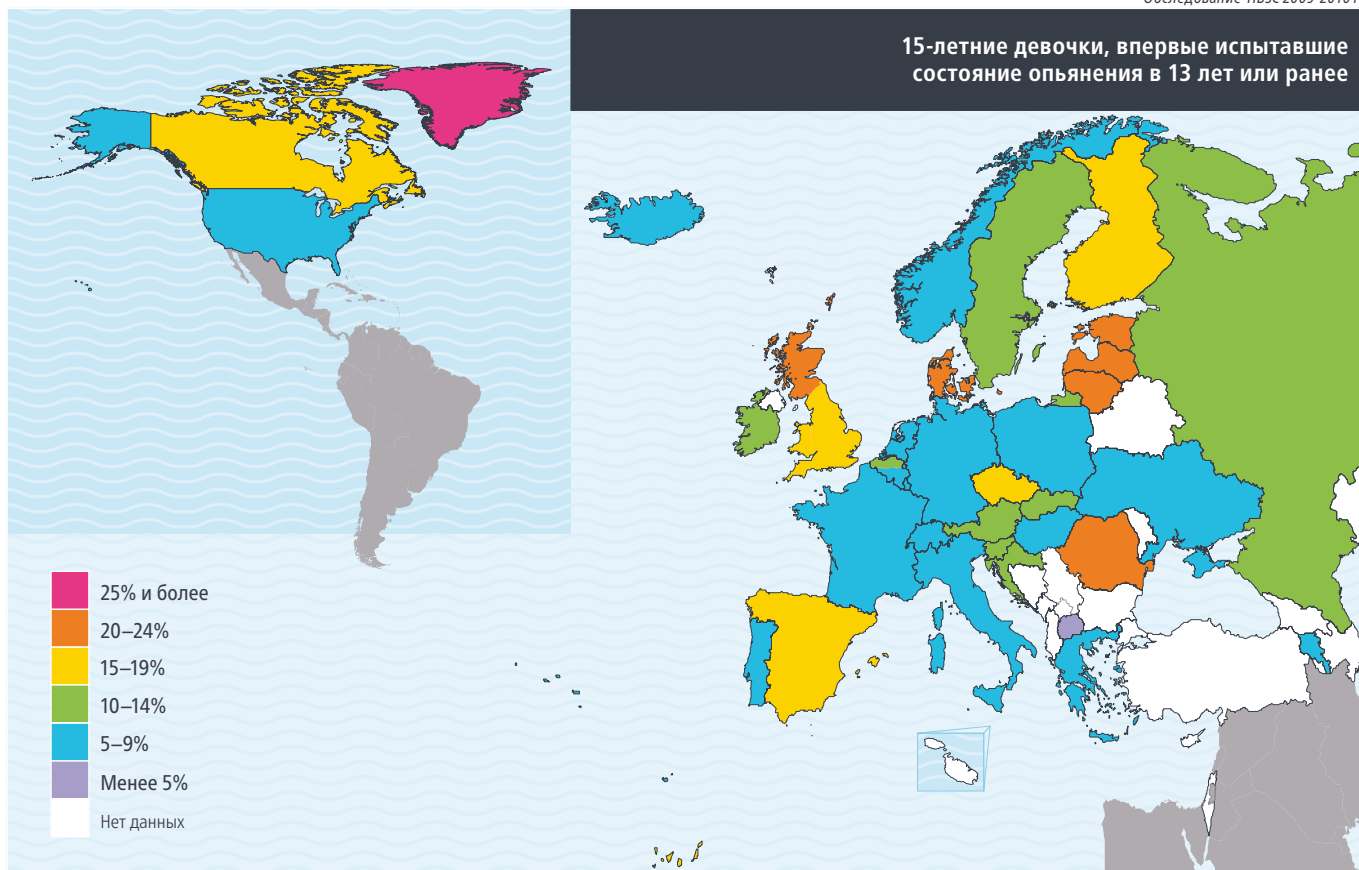 15-летние девочки, впервые испытавшие
состояние опьянения в 13 лет или ранее
25% и более
20–24%
15–19%
10–14%
5–9%
Менее 5%
Нет данных